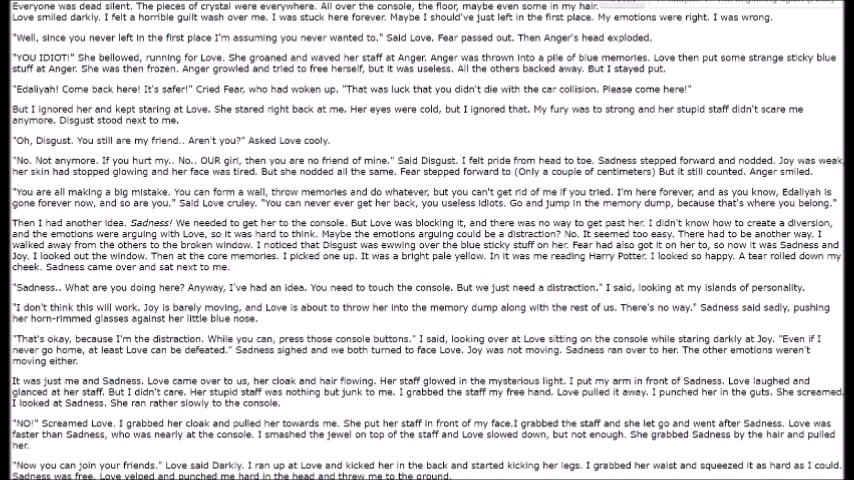 Everyone was dead silent. The pieces of crystal were everywhere. All over the console, the floor, maybe even some in my hair.
Love smiled darkly. I felt a horrible guilt wash over me. I was stuck here forever. Maybe I should've just left in the first place. My emotions were right. I was wrong.
"Well, since you never left in the first place I'm assuming you never wanted to." Said Love. Fear passed out. Then Anger's head exploded.
"YOU IDIOT!" She bellowed, running for Love. She groaned and waved her staff at Anger. Anger was thrown into a pile of blue memories. Love then put some strange sticky blue
stuff at Anger. She was then frozen. Anger growled and tried to free herself, but it was useless. All the others backed away. But I stayed put.
"Edaliyah! Come back here! It's safer!" Cried Fear, who had woken up. "That was luck that you didn't die with the car collision. Please come here!"
But I ignored her and kept staring at Love. She stared right back at me. Her eyes were cold, but I ignored that. My fury was to strong and her stupid staff didn't scare me
anymore. Disgust stood next to me.
"Oh, Disgust. You still are my friend.. Aren't you?" Asked Love cooly.
"No. Not anymore. If you hurt my.. No.. OUR girl, then you are no friend of mine." Said Disgust. I felt pride from head to toe. Sadness stepped forward and nodded. Joy was weak,
her skin had stopped glowing and her face was tired. But she nodded all the same. Fear stepped forward to (Only a couple of centimeters) But it still counted. Anger smiled.
"You are all making a big mistake. You can form a wall, throw memories and do whatever, but you can't get rid of me if you tried. I'm here forever, and as you know, Edaliyah is
gone forever now, and so are you." Said Love cruley. "You can never ever get her back, you useless idiots. Go and jump in the memory dump, because that's where you belong."
Then I had another idea. Sadness! We needed to get her to the console. But Love was blocking it, and there was no way to get past her. I didn't know how to create a diversion,
and the emotions were arguing with Love, so it was hard to think. Maybe the emotions arguing could be a distraction? No. It seemed too easy. There had to be another way. I
walked away from the others to the broken window. I noticed that Disgust was ewwing over the blue sticky stuff on her. Fear had also got it on her to, so now it was Sadness and
Joy. I looked out the window. Then at the core memories. I picked one up. It was a bright pale yellow. In it was me reading Harry Potter. I looked so happy. A tear rolled down my
cheek. Sadness came over and sat next to me.
"Sadness.. What are you doing here? Anyway, I've had an idea. You need to touch the console. But we just need a distraction." I said, looking at my islands of personality.
"I don't think this will work. Joy is barely moving, and Love is about to throw her into the memory dump along with the rest of us. There's no way." Sadness said sadly, pushing
her horn-rimmed glasses against her little blue nose.
"That's okay, because I'm the distraction. While you can, press those console buttons." I said, looking over at Love sitting on the console while staring darkly at Joy. "Even if I
never go home, at least Love can be defeated." Sadness sighed and we both turned to face Love. Joy was not moving. Sadness ran over to her. The other emotions weren't
moving either.
It was just me and Sadness. Love came over to us, her cloak and hair flowing. Her staff glowed in the mysterious light. I put my arm in front of Sadness. Love laughed and
glanced at her staff. But I didn't care. Her stupid staff was nothing but junk to me. I grabbed the staff my free hand. Love pulled it away. I punched her in the guts. She screamed.
I looked at Sadness. She ran rather slowly to the console.
"NO!" Screamed Love. I grabbed her cloak and pulled her towards me. She put her staff in front of my face.I grabbed the staff and she let go and went after Sadness. Love was
faster than Sadness, who was nearly at the console. I smashed the jewel on top of the staff and Love slowed down, but not enough. She grabbed Sadness by the hair and pulled
her.
"Now you can join your friends." Love said Darkly. I ran up at Love and kicked her in the back and started kicking her legs. I grabbed her waist and squeezed it as hard as I could.
Sadness was free. Love yelped and punched me hard in the head and threw me to the ground.